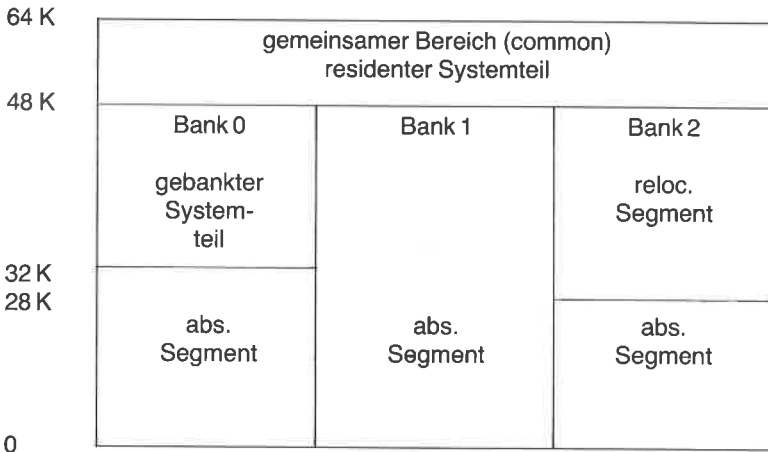 64 K
gemeinsamer Bereich (common)
residenter Systemteil
48 K
Bank 0
gebankter
System-
teil
Bank 1
Bank 2
reloc.
Segment
32 K
28 K
abs.
Segment
abs.
Segment
abs.
Segment
0